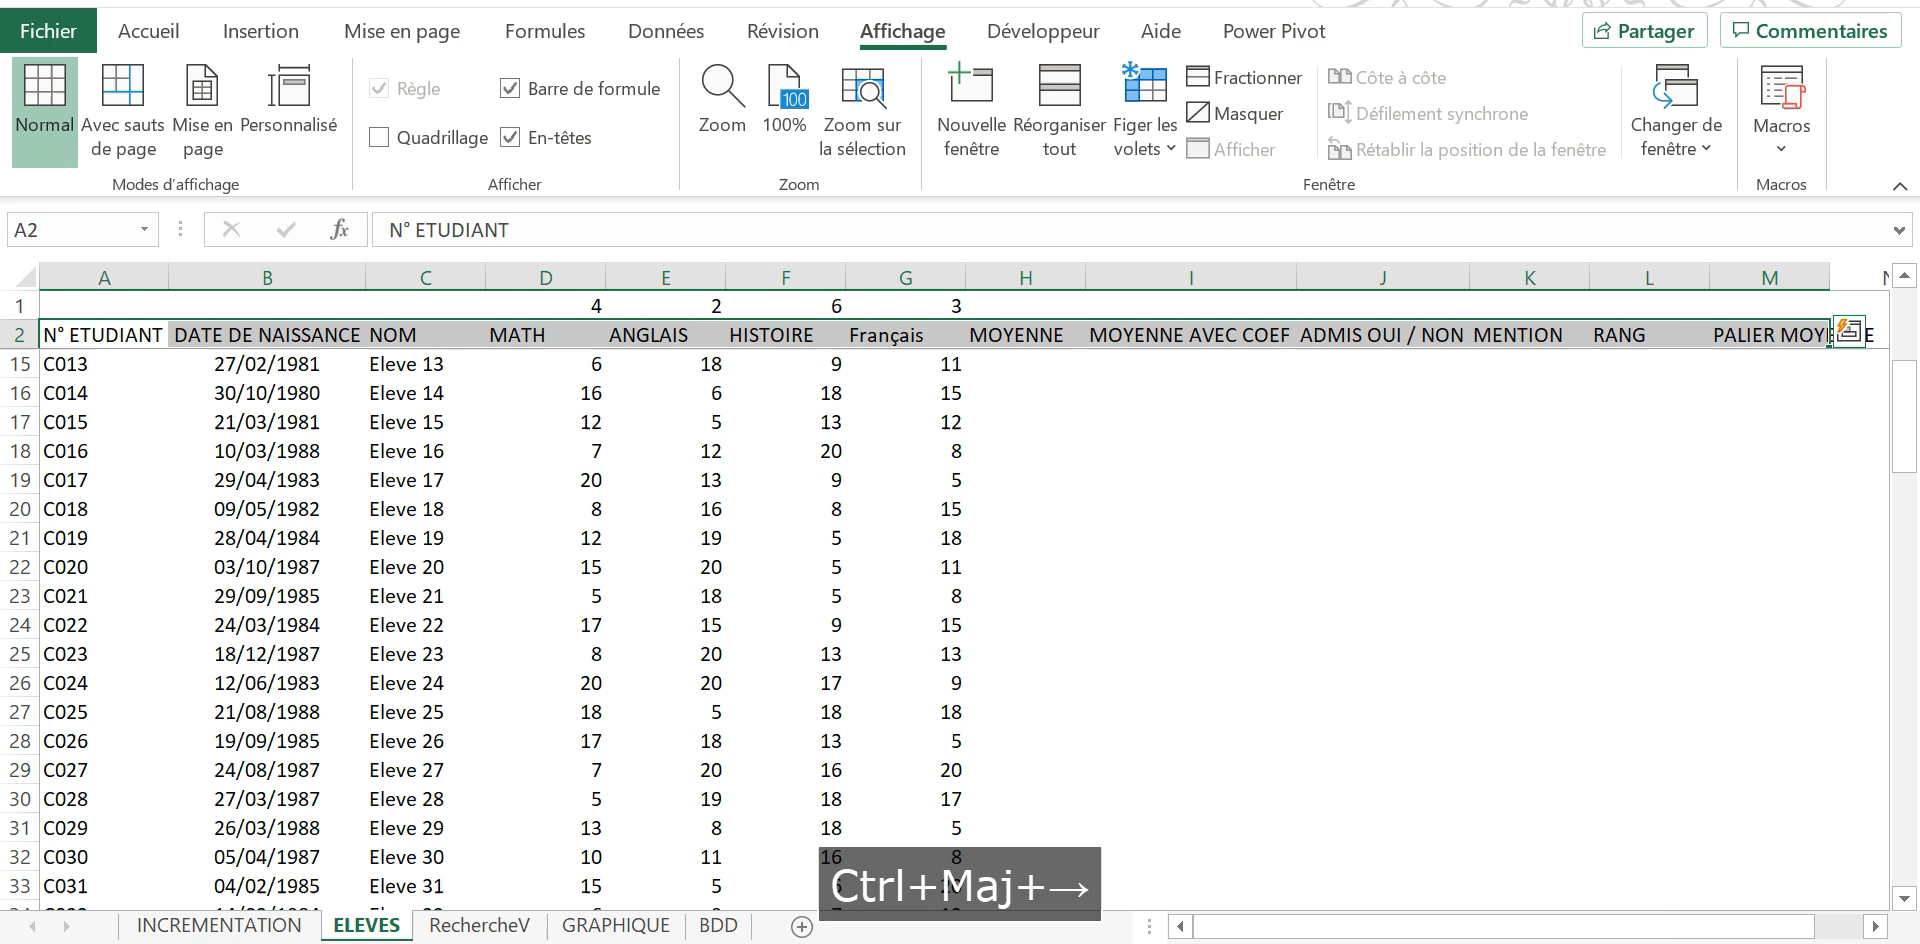 Fichier Accueil Insertion Mise en page Formules Données Révision Affichage Développeur Aide Power Pivot Partager Commentaires
Normal Avec sauts de page Mise en page Personnalisé
Modes d'affichage
Règle Barre de formule
Quadrillage En-têtes
Afficher
Zoom 100% Zoom sur la sélection
Zoom
Nouvelle fenêtre Réorganiser tout Figer les volets
Fractionner
Masquer
Afficher
Côte à côte
Défilement synchrone
Rétablir la position de la fenêtre
Changer de fenêtre
Fenêtre
Macros
Macros
A2 fx N° ETUDIANT
A B C D E F G H I J K L M
1 4 2 6 3
2 N° ETUDIANT DATE DE NAISSANCE NOM MATH ANGLAIS HISTOIRE Français MOYENNE MOYENNE AVEC COEF ADMIS OUI / NON MENTION RANG PALIER
15 C013 27/02/1981 Eleve 13 6 18 9 11
16 C014 30/10/1980 Eleve 14 16 6 18 15
17 C015 21/03/1981 Eleve 15 12 5 13 12
18 C016 10/03/1988 Eleve 16 7 12 20 8
19 C017 29/04/1983 Eleve 17 20 13 9 5
20 C018 09/05/1982 Eleve 18 8 16 8 15
21 C019 28/04/1984 Eleve 19 12 19 5 18
22 C020 03/10/1987 Eleve 20 15 20 5 11
23 C021 29/09/1985 Eleve 21 5 18 5 8
24 C022 24/03/1984 Eleve 22 17 15 9 15
25 C023 18/12/1987 Eleve 23 8 20 13 13
26 C024 12/06/1983 Eleve 24 20 20 17 9
27 C025 21/08/1988 Eleve 25 18 5 18 18
28 C026 19/09/1985 Eleve 26 17 18 13 5
29 C027 24/08/1987 Eleve 27 7 20 16 20
30 C028 27/03/1987 Eleve 28 5 19 18 17
31 C029 26/03/1988 Eleve 29 13 8 18 5
32 C030 05/04/1987 Eleve 30 10 11 16 8
33 C031 04/02/1985 Eleve 31 15 5
Ctrl+Maj+→
INCREMENTATION ELEVES RechercheV GRAPHIQUE BDD